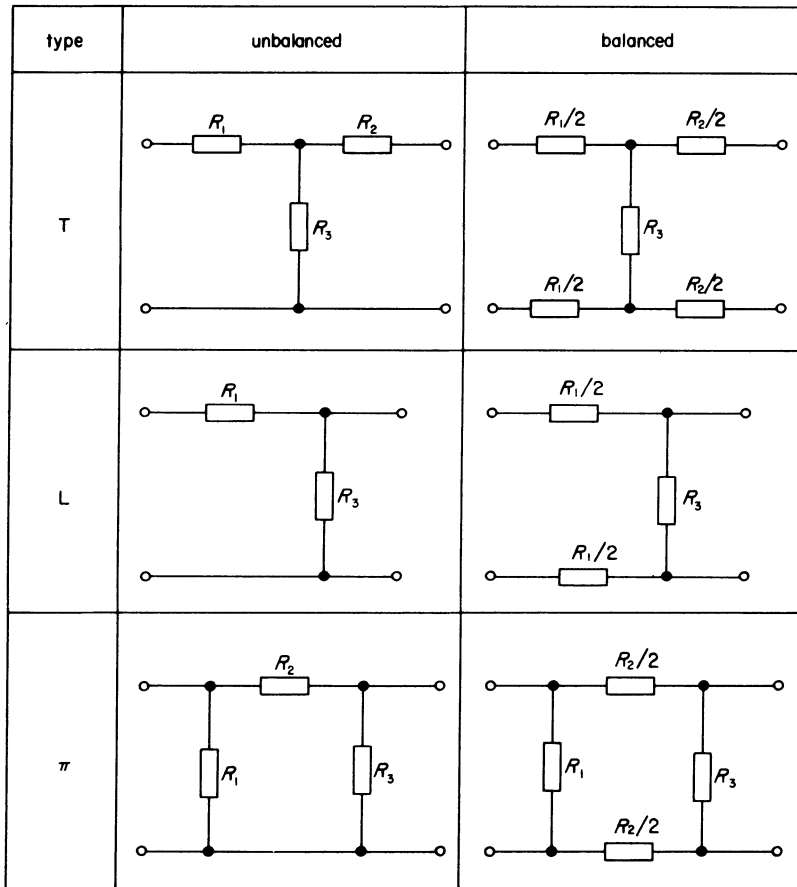 type unbalanced balanced
T
R₁ R₂
R₃
R₁/2 R₂/2
R₃
R₁/2 R₂/2
L
R₁
R₃
R₁/2
R₃
R₁/2
π
R₂
R₁ R₃
R₂/2
R₁ R₃
R₂/2